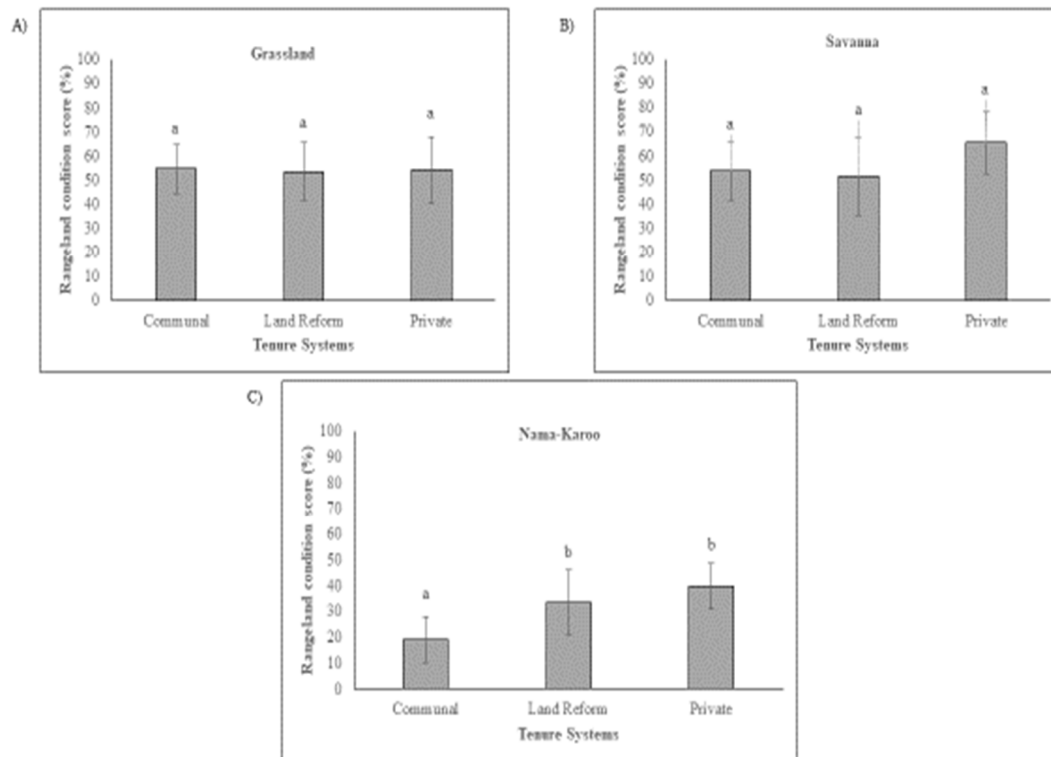 A)
Grassland
Rangeland condition score (%)
100
90
80
70
60
50
40
30
20
10
0
a
a
a
Communal Land Reform Private
Tenure Systems
B)
Savanna
Rangeland condition score (%)
100
90
80
70
60
50
40
30
20
10
0
a
a
a
Communal Land Reform Private
Tenure Systems
C)
Nama-Karoo
Rangeland condition score (%)
100
90
80
70
60
50
40
30
20
10
0
a
b
b
Communal Land Reform Private
Tenure Systems